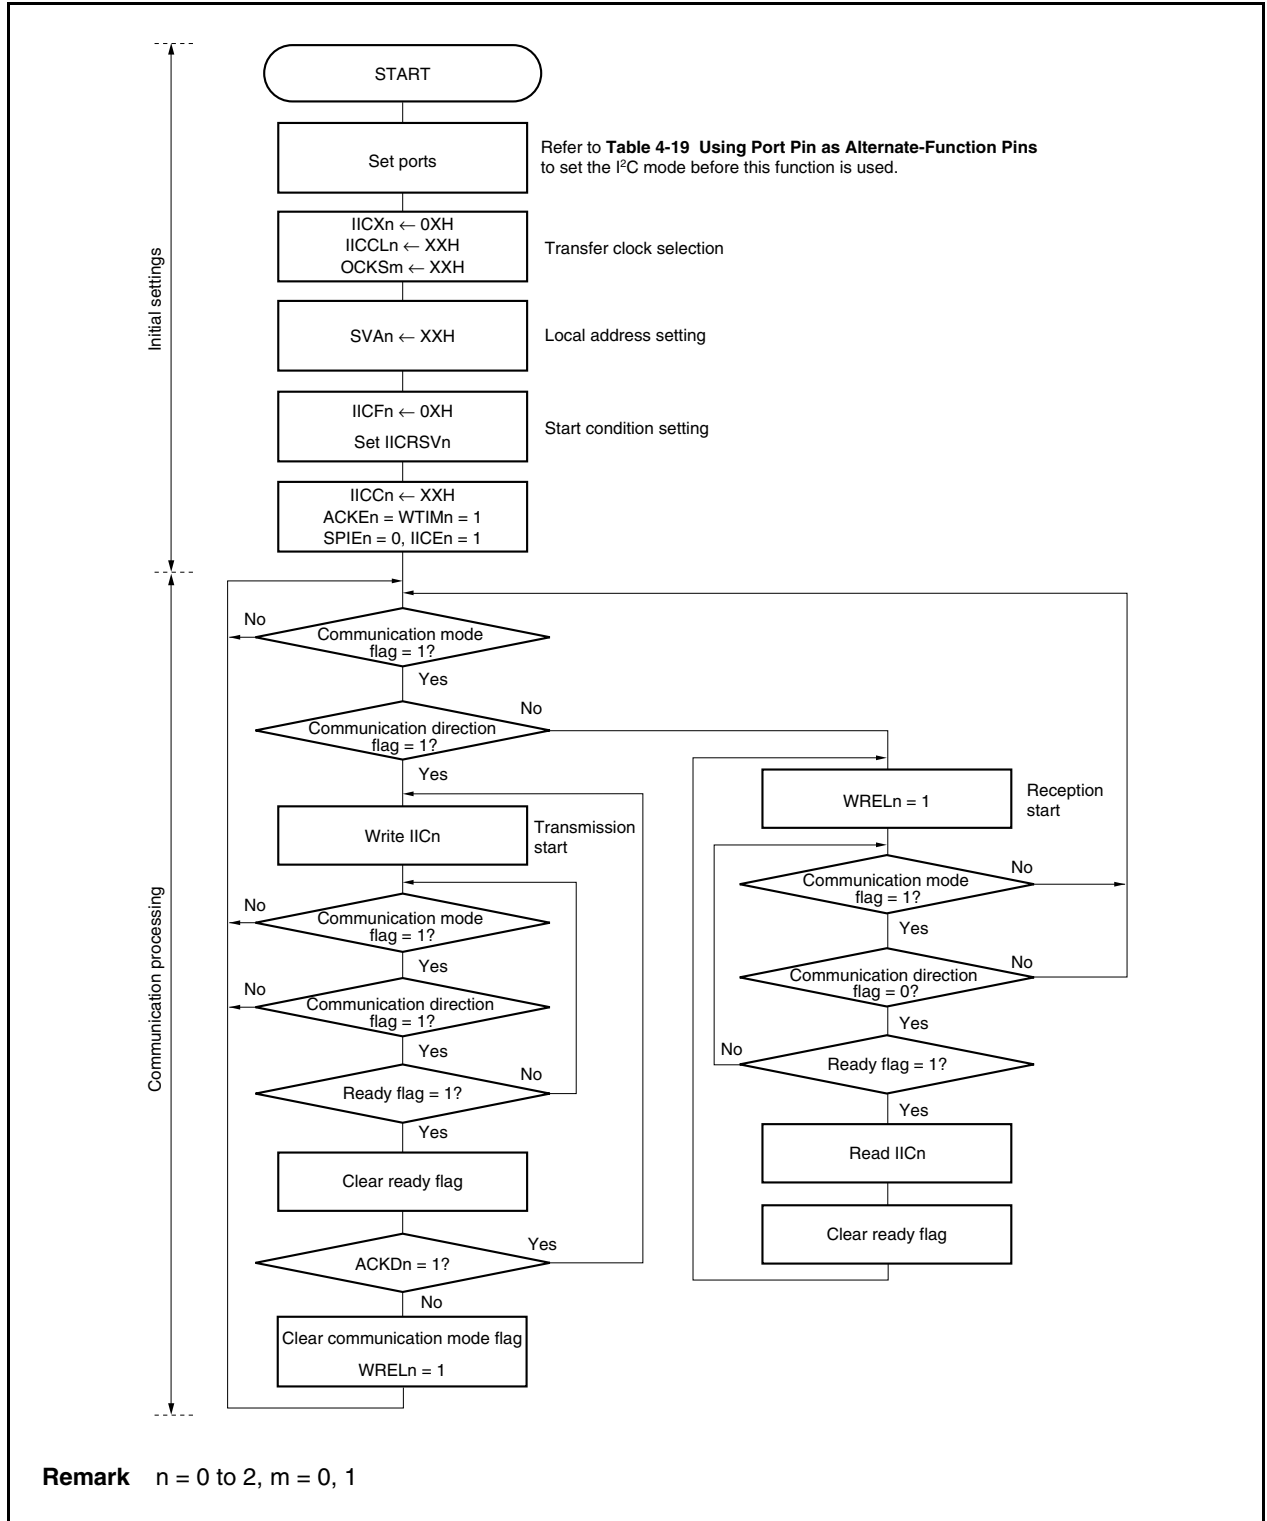 START
Set ports
Refer to Table 4-19 Using Port Pin as Alternate-Function Pins
to set the I²C mode before this function is used.
IICXn ← 0XH
IICCLn ← XXH
OCKSm ← XXH
Transfer clock selection
Initial settings
SVAn ← XXH
Local address setting
IICFn ← 0XH
Set IICRSVn
Start condition setting
IICCn ← XXH
ACKEn = WTIMn = 1
SPIEn = 0, IICEn = 1
No
Communication mode
flag = 1?
Yes
No
Communication direction
flag = 1?
Yes
Write IICn
Transmission
start
No
Communication mode
flag = 1?
Yes
No
Communication direction
flag = 1?
Yes
No
Ready flag = 1?
Yes
Clear ready flag
Yes
ACKDn = 1?
No
Clear communication mode flag
WRELn = 1
Communication processing
WRELn = 1
Reception
start
No
Communication mode
flag = 1?
Yes
No
Communication direction
flag = 0?
Yes
No
Ready flag = 1?
Yes
Read IICn
Clear ready flag
Remark n = 0 to 2, m = 0, 1